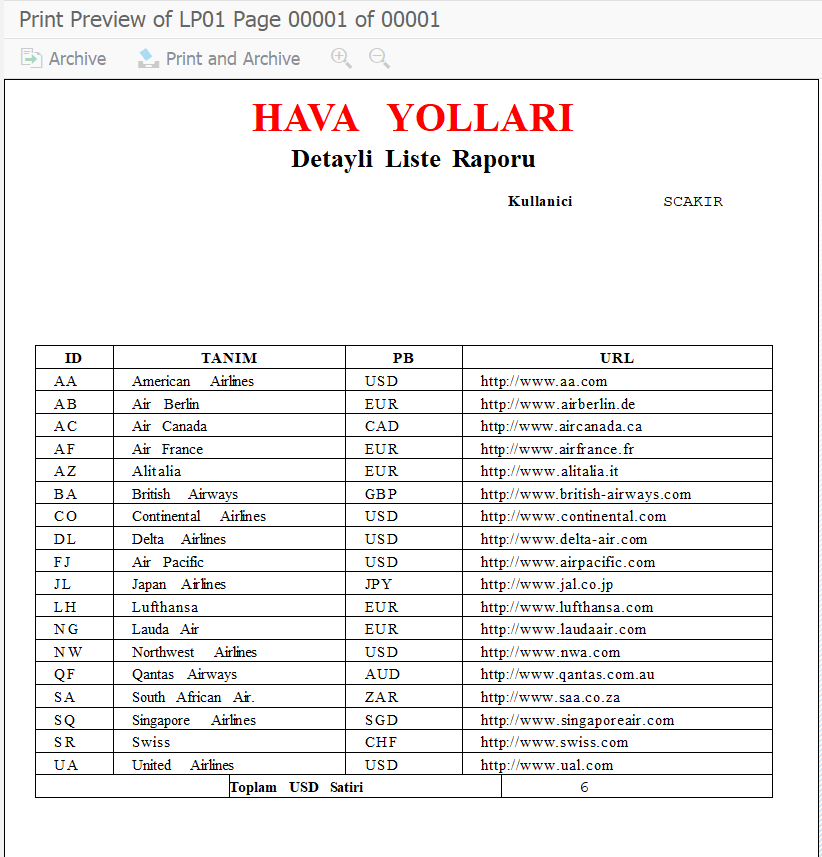 Print Preview of LP01 Page 00001 of 00001
Archive Print and Archive
HAVA YOLLARI
Detayli Liste Raporu
Kullanici SCAKIR
ID TANIM PB URL
AA American Airlines USD http://www.aa.com
AB Air Berlin EUR http://www.airberlin.de
AC Air Canada CAD http://www.aircanada.ca
AF Air France EUR http://www.airfrance.fr
AZ Alitalia EUR http://www.alitalia.it
BA British Airways GBP http://www.british-airways.com
CO Continental Airlines USD http://www.continental.com
DL Delta Airlines USD http://www.delta-air.com
FJ Air Pacific USD http://www.airpacific.com
JL Japan Airlines JPY http://www.jal.co.jp
LH Lufthansa EUR http://www.lufthansa.com
NG Lauda Air EUR http://www.laudaair.com
NW Northwest Airlines USD http://www.nwa.com
QF Qantas Airways AUD http://www.qantas.com.au
SA South African Air. ZAR http://www.saa.co.za
SQ Singapore Airlines SGD http://www.singaporeair.com
SR Swiss CHF http://www.swiss.com
UA United Airlines USD http://www.ual.com
Toplam USD Satiri 6